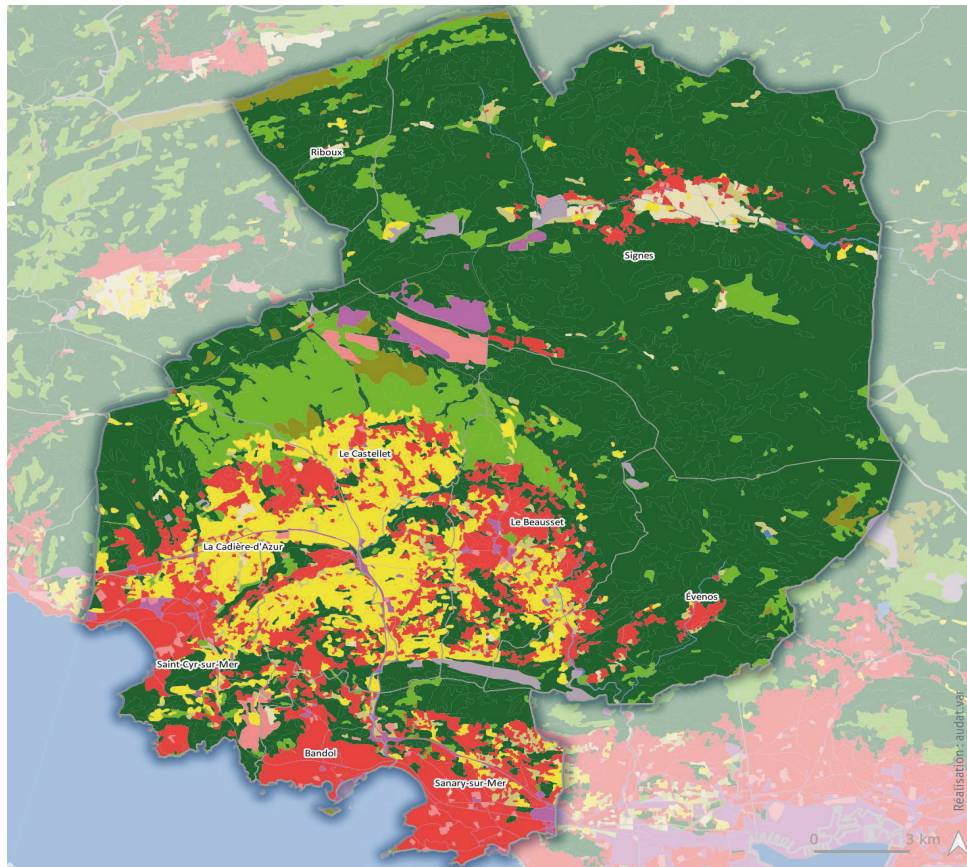 Riboux
Signes
Le Castellet
Le Beausset
La Cadière-d'Azur
Évenos
Saint-Cyr-sur-Mer
Bandol
Sanary-sur-Mer
Réalisation : audat.var
0 3 km